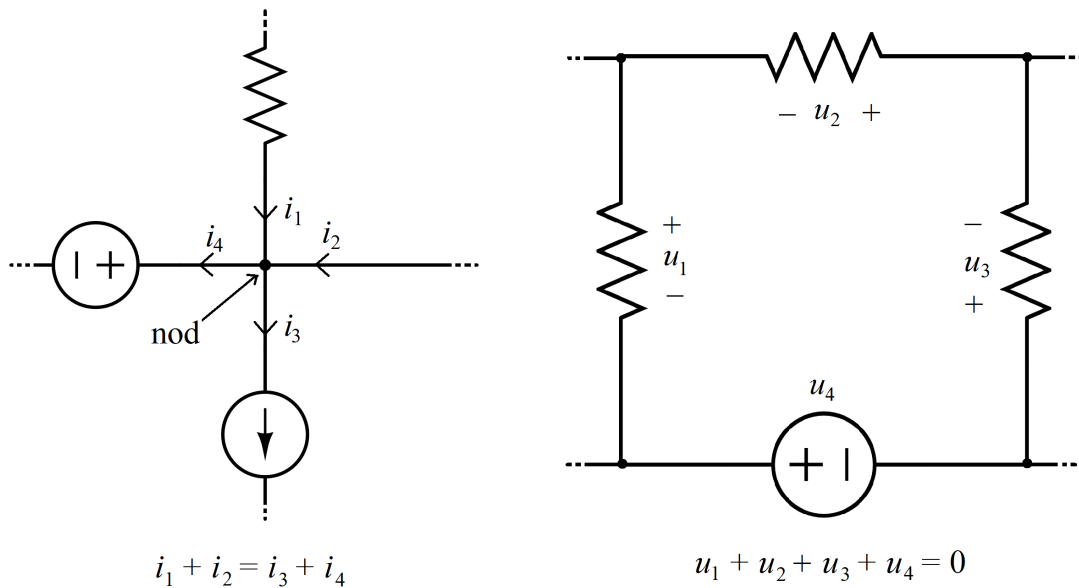 i₁
i₄
i₂
nod
i₃
i₁ + i₂ = i₃ + i₄
− u₂ +
+
u₁
−
−
u₃
+
u₄
+ −
u₁ + u₂ + u₃ + u₄ = 0